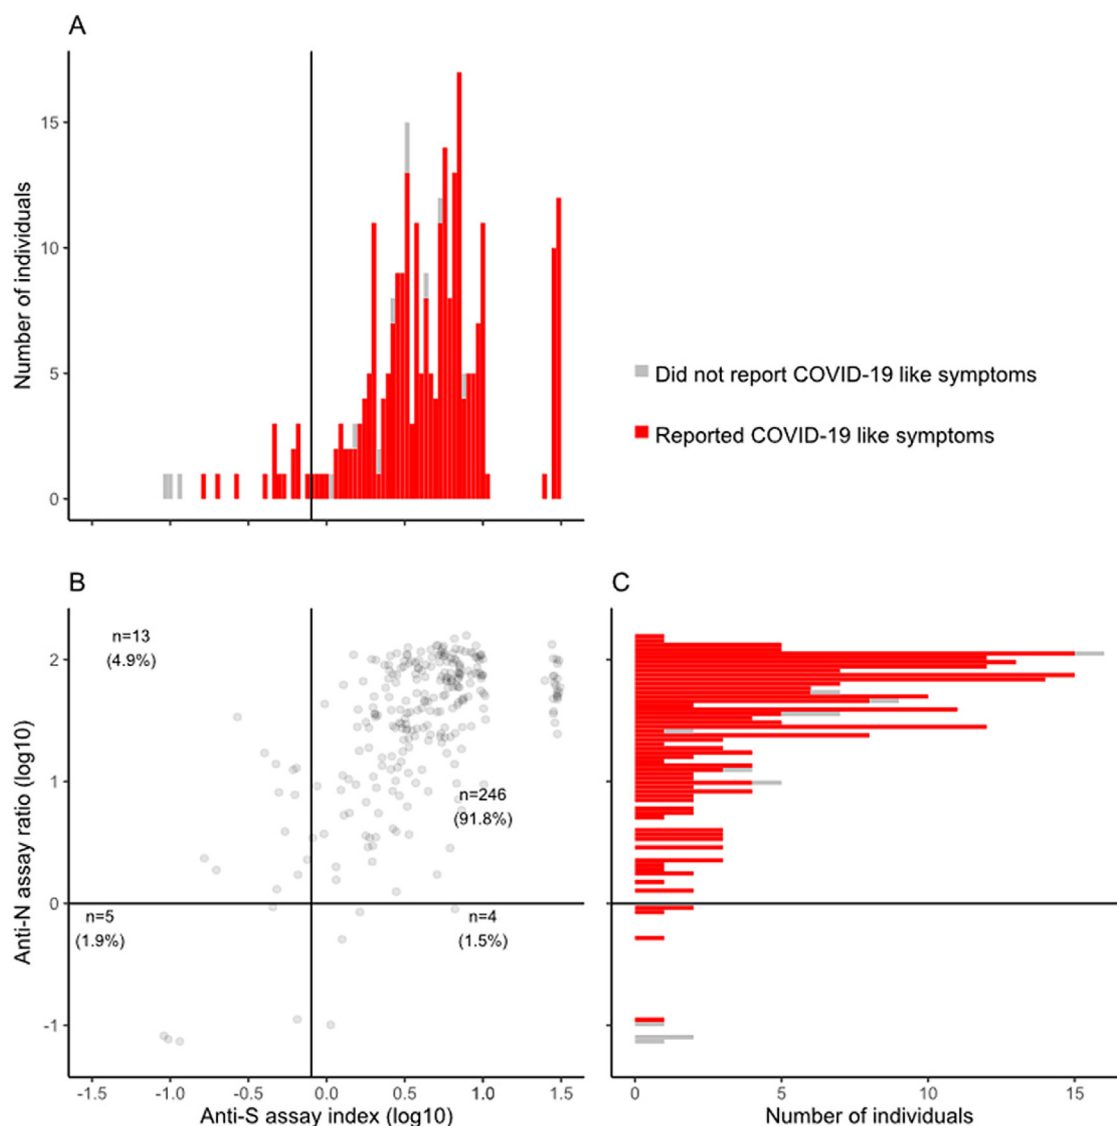 A
15
10
5
0
Number of individuals
Did not report COVID-19 like symptoms
Reported COVID-19 like symptoms
B
n=13
(4.9%)
n=246
(91.8%)
n=5
(1.9%)
n=4
(1.5%)
2
1
0
-1
Anti-N assay ratio (log10)
-1.5 -1.0 -0.5 0.0 0.5 1.0 1.5
Anti-S assay index (log10)
C
0 5 10 15
Number of individuals